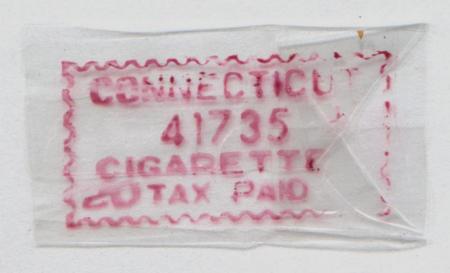 CONNECTICUT
41735
CIGARETTE
20 TAX PAID